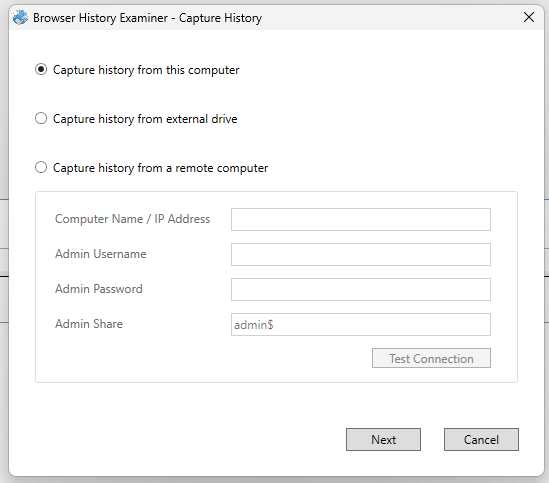 Browser History Examiner - Capture History
Capture history from this computer
Capture history from external drive
Capture history from a remote computer
Computer Name / IP Address
Admin Username
Admin Password
Admin Share
admin$
Test Connection
Next
Cancel